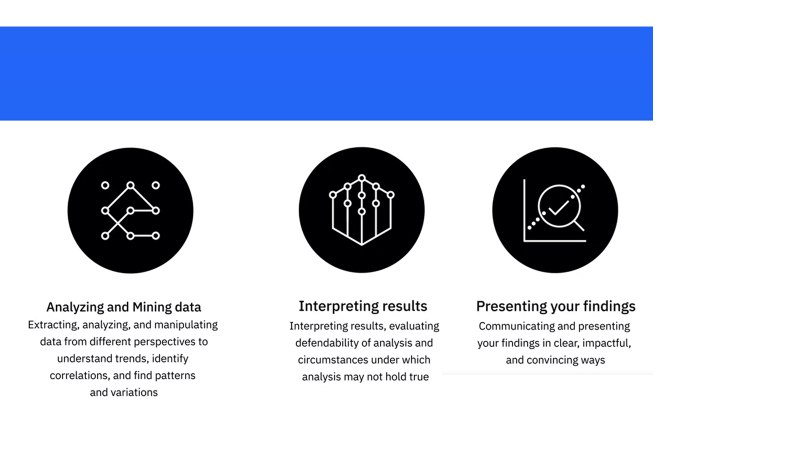 Analyzing and Mining data
Extracting, analyzing, and manipulating
data from different perspectives to
understand trends, identify
correlations, and find patterns
and variations
Interpreting results
Interpreting results, evaluating
defendability of analysis and
circumstances under which
analysis may not hold true
Presenting your findings
Communicating and presenting
your findings in clear, impactful,
and convincing ways